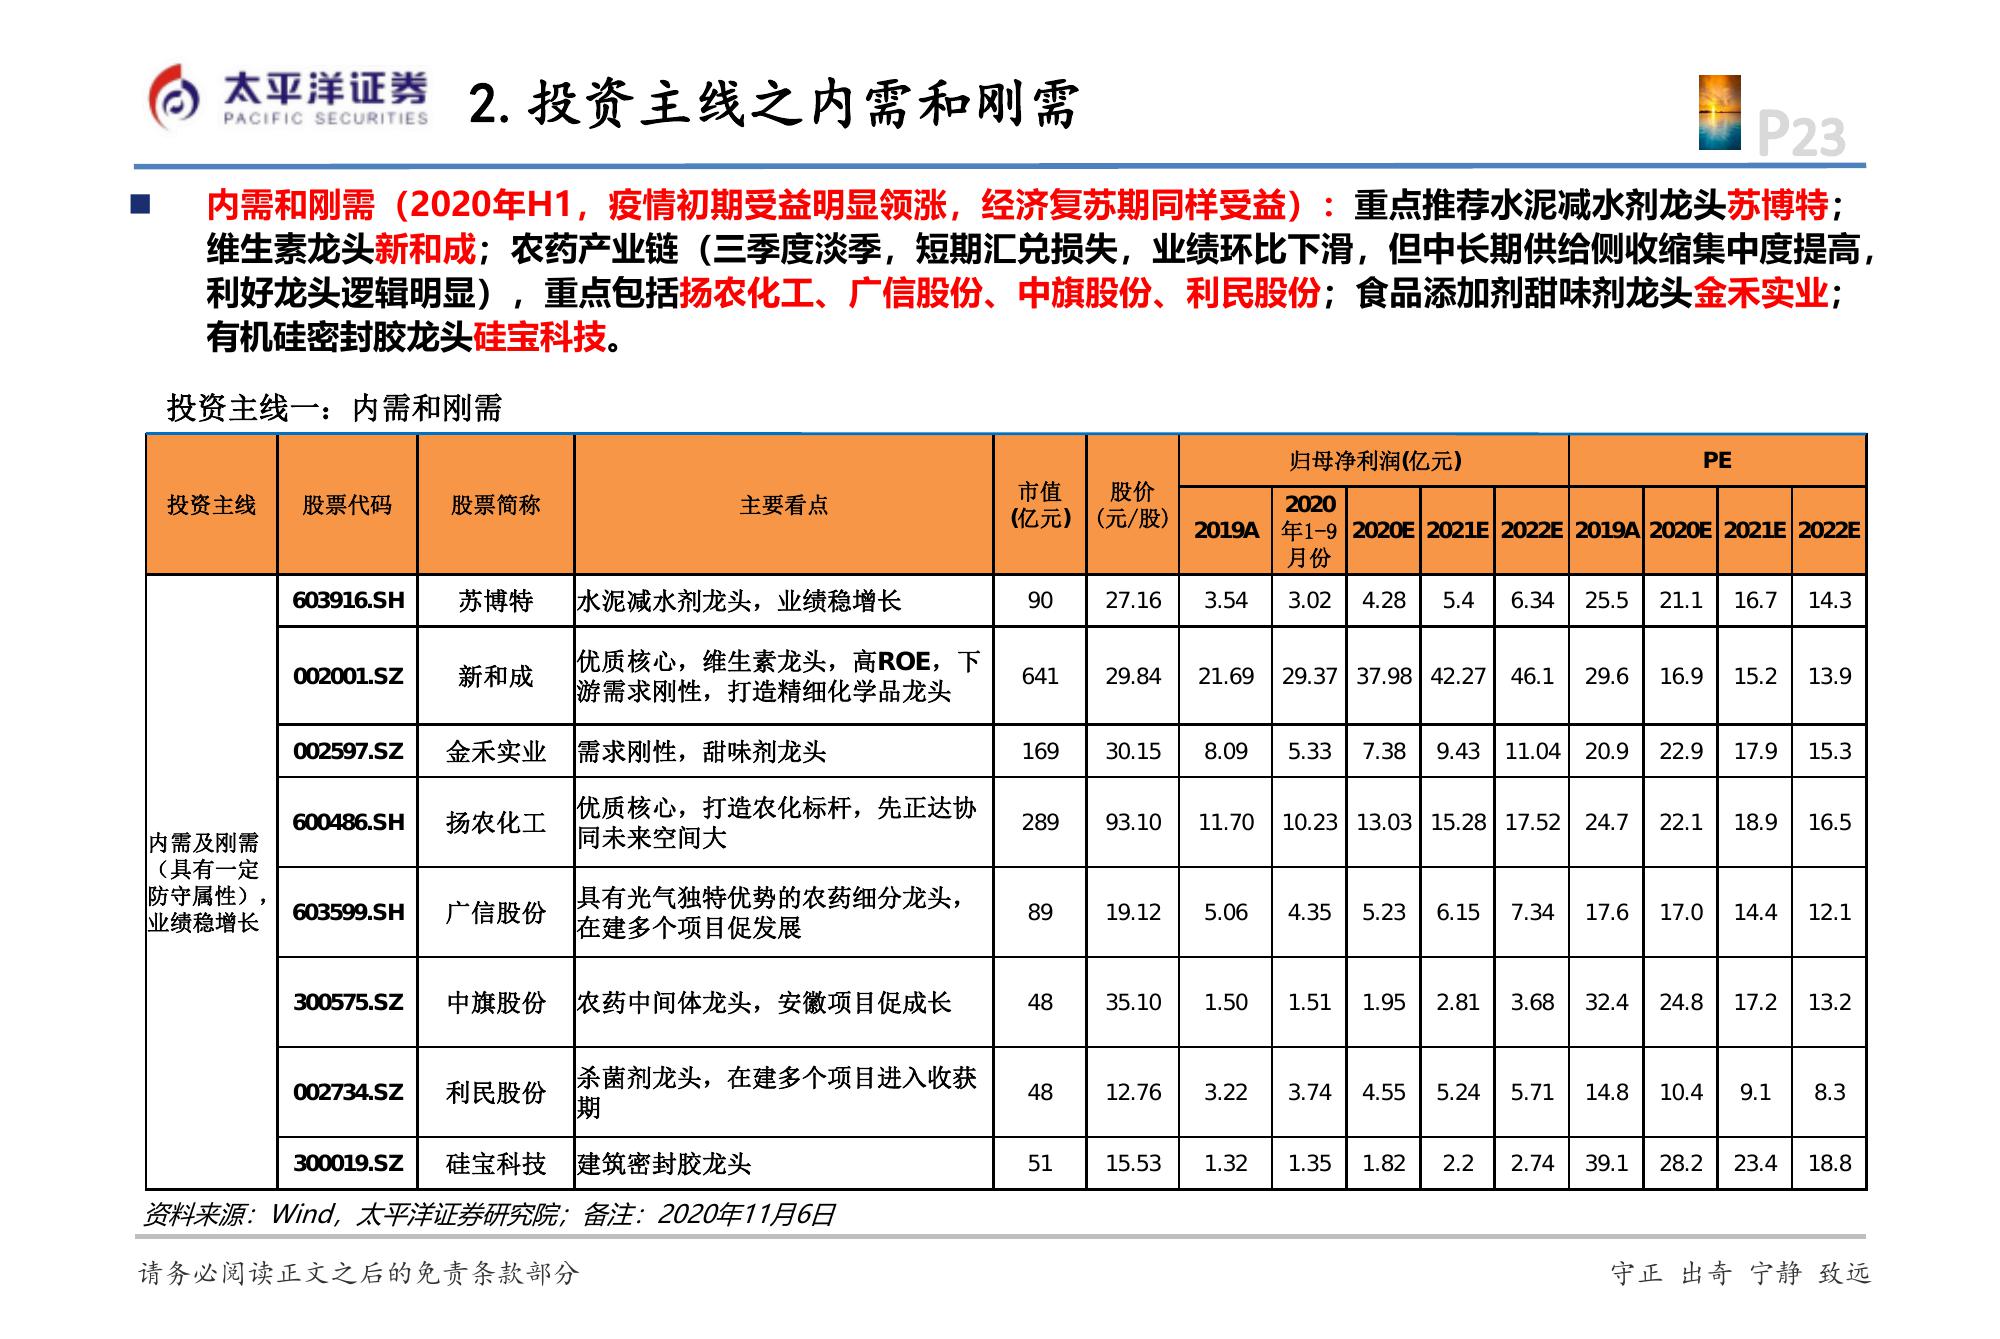 太平洋证券
PACIFIC SECURITIES
2. 投资主线之内需和刚需
P23
内需和刚需（2020年H1，疫情初期受益明显领涨，经济复苏期同样受益）：重点推荐水泥减水剂龙头苏博特；
维生素龙头新和成；农药产业链（三季度淡季，短期汇兑损失，业绩环比下滑，但中长期供给侧收缩集中度提高，
利好龙头逻辑明显），重点包括扬农化工、广信股份、中旗股份、利民股份；食品添加剂甜味剂龙头金禾实业；
有机硅密封胶龙头硅宝科技。
投资主线一：内需和刚需
投资主线 股票代码 股票简称 主要看点 市值(亿元) 股价(元/股) 归母净利润(亿元) PE
2019A 2020年1-9月份 2020E 2021E 2022E 2019A 2020E 2021E 2022E
内需及刚需
（具有一定
防守属性），
业绩稳增长
603916.SH 苏博特 水泥减水剂龙头，业绩稳增长 90 27.16 3.54 3.02 4.28 5.4 6.34 25.5 21.1 16.7 14.3
002001.SZ 新和成 优质核心，维生素龙头，高ROE，下游需求刚性，打造精细化学品龙头 641 29.84 21.69 29.37 37.98 42.27 46.1 29.6 16.9 15.2 13.9
002597.SZ 金禾实业 需求刚性，甜味剂龙头 169 30.15 8.09 5.33 7.38 9.43 11.04 20.9 22.9 17.9 15.3
600486.SH 扬农化工 优质核心，打造农化标杆，先正达协同未来空间大 289 93.10 11.70 10.23 13.03 15.28 17.52 24.7 22.1 18.9 16.5
603599.SH 广信股份 具有光气独特优势的农药细分龙头，在建多个项目促发展 89 19.12 5.06 4.35 5.23 6.15 7.34 17.6 17.0 14.4 12.1
300575.SZ 中旗股份 农药中间体龙头，安徽项目促成长 48 35.10 1.50 1.51 1.95 2.81 3.68 32.4 24.8 17.2 13.2
002734.SZ 利民股份 杀菌剂龙头，在建多个项目进入收获期 48 12.76 3.22 3.74 4.55 5.24 5.71 14.8 10.4 9.1 8.3
300019.SZ 硅宝科技 建筑密封胶龙头 51 15.53 1.32 1.35 1.82 2.2 2.74 39.1 28.2 23.4 18.8
资料来源：Wind，太平洋证券研究院；备注：2020年11月6日
请务必阅读正文之后的免责条款部分
守正 出奇 宁静 致远